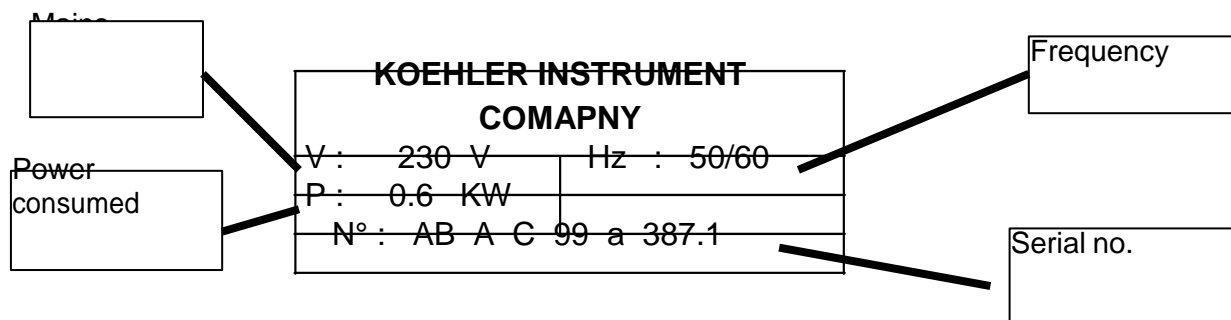 Mains
KOEHLER INSTRUMENT
COMAPNY
Frequency
V : 230 V Hz : 50/60
Power
consumed
P : 0.6 KW
N° : AB A C 99 a 387.1
Serial no.